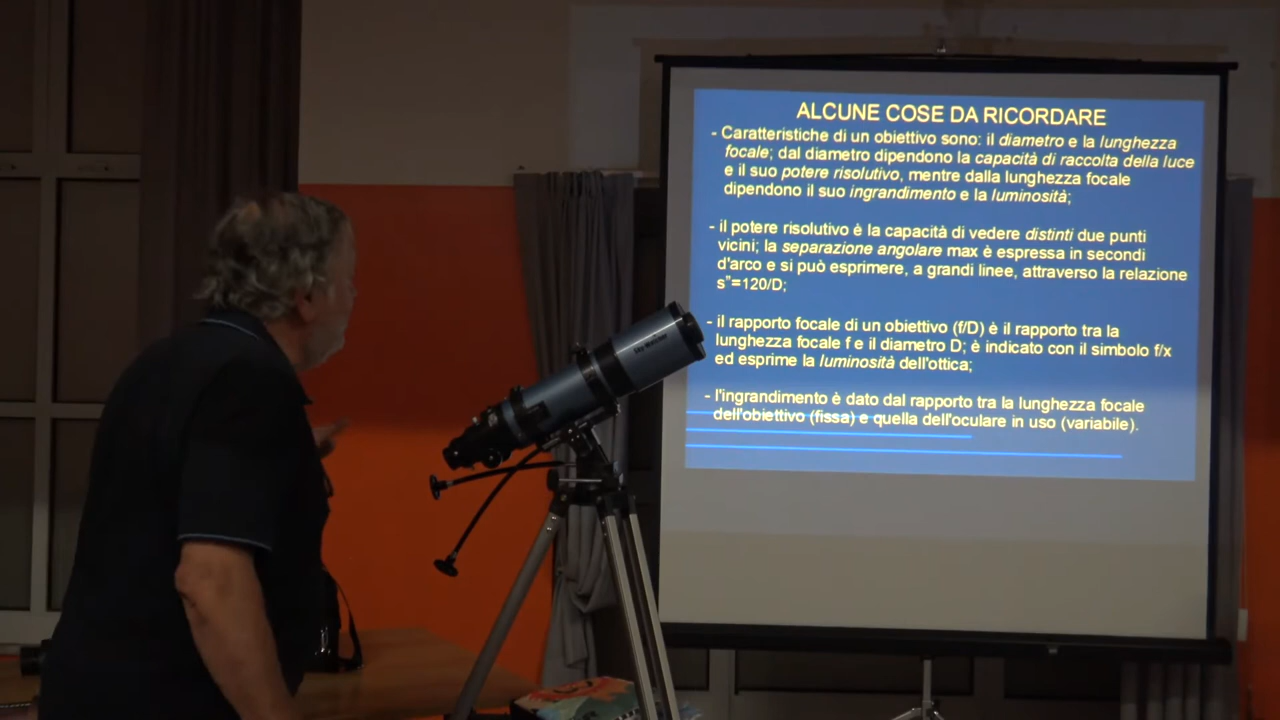 ALCUNE COSE DA RICORDARE
- Caratteristiche di un obiettivo sono: il diametro e la lunghezza
focale; dal diametro dipendono la capacità di raccolta della luce
e il suo potere risolutivo, mentre dalla lunghezza focale
dipendono il suo ingrandimento e la luminosità;
- il potere risolutivo è la capacità di vedere distinti due punti
vicini; la separazione angolare max è espressa in secondi
d'arco e si può esprimere, a grandi linee, attraverso la relazione
s"=120/D;
- il rapporto focale di un obiettivo (f/D) è il rapporto tra la
lunghezza focale f e il diametro D; è indicato con il simbolo f/x
ed esprime la luminosità dell'ottica;
- l'ingrandimento è dato dal rapporto tra la lunghezza focale
dell'obiettivo (fissa) e quella dell'oculare in uso (variabile).
Sky-Watcher